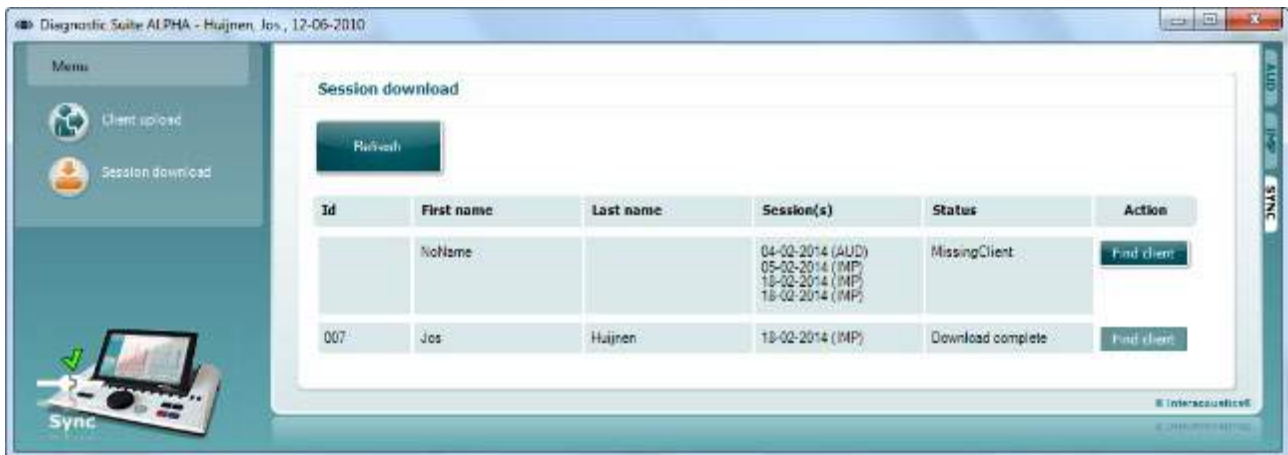 Diagnostic Suite ALPHA - Huijnen, Jos , 12-06-2010
Menu
Client upload
Session download
Sync
Session download
Refresh
Id First name Last name Session(s) Status Action
NoName 04-02-2014 (AUD) MissingClient Find client
05-02-2014 (IMP)
18-02-2014 (IMP)
18-02-2014 (IMP)
007 Jos Huijnen 18-02-2014 (IMP) Download complete Find client
AUD
IMP
SYNC